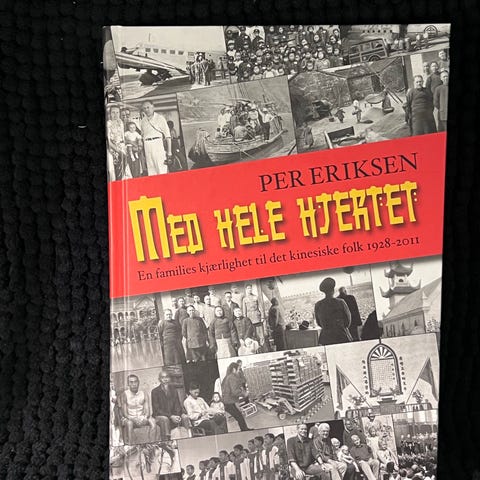 PER ERIKSEN
MED HELE HJERTET
En families kjærlighet til det kinesiske folk 1928-2011